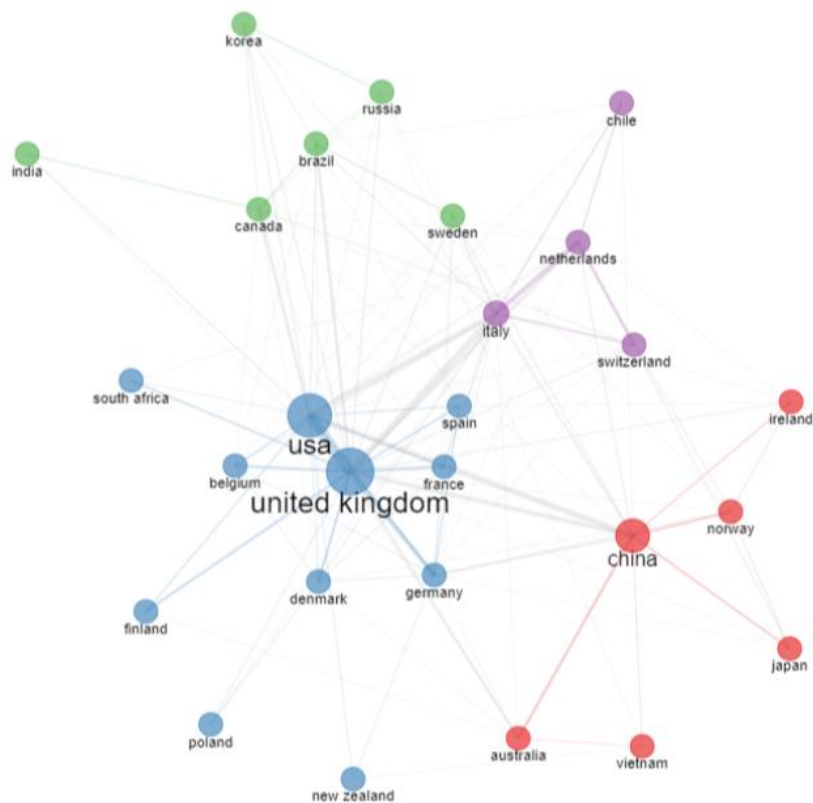 korea
russia
chile
brazil
india
canada
sweden
netherlands
italy
switzerland
south africa
ireland
spain
usa
belgium
france
united kingdom
norway
china
germany
denmark
finland
japan
poland
australia
vietnam
new zealand